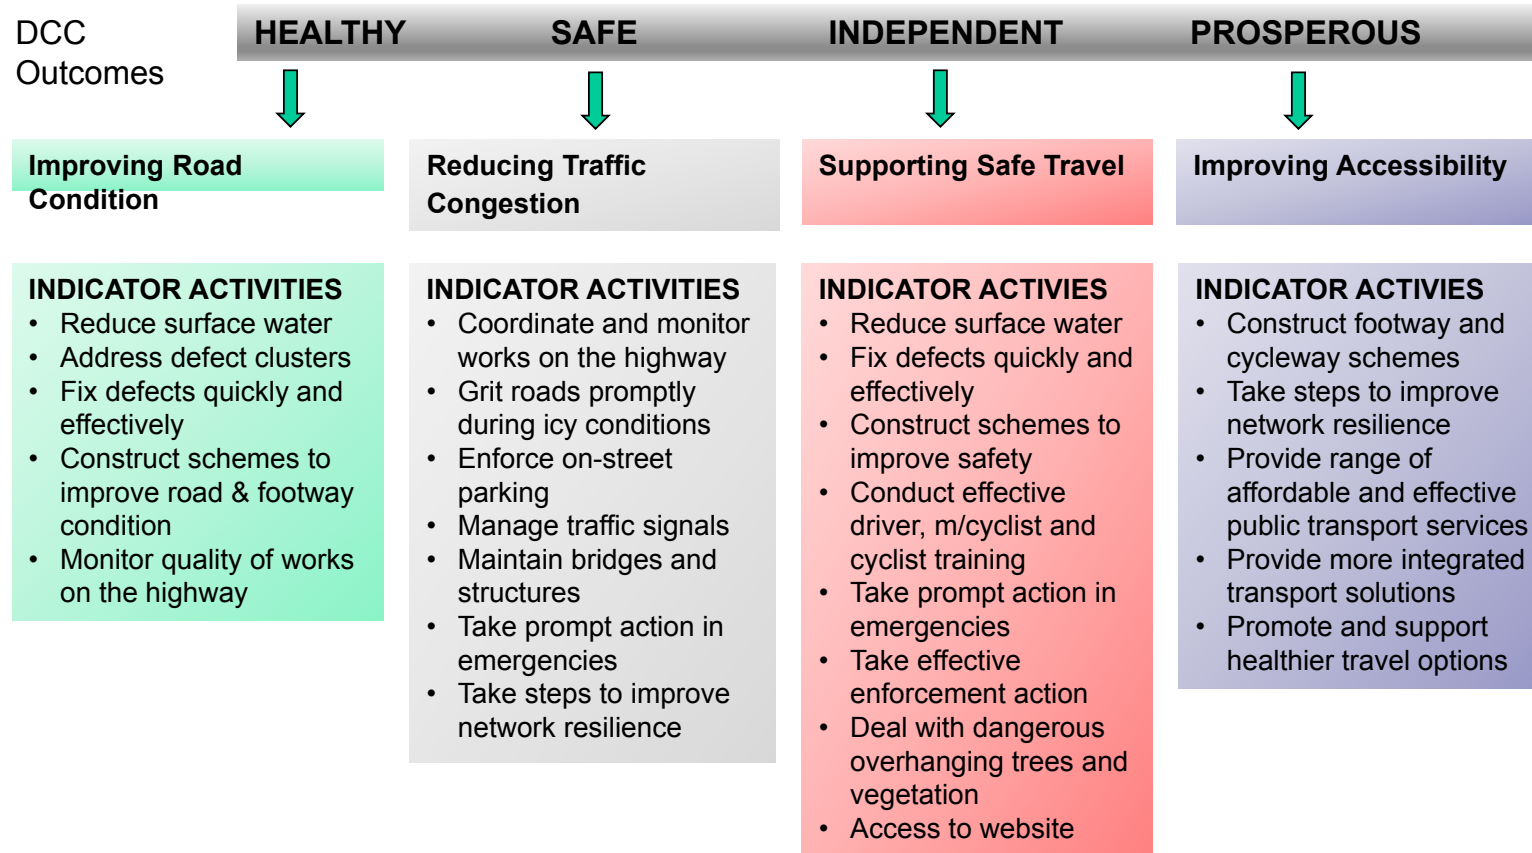 DCC
Outcomes
HEALTHY
SAFE
INDEPENDENT
PROSPEROUS
Improving Road
Condition
Reducing Traffic
Congestion
Supporting Safe Travel
Improving Accessibility
INDICATOR ACTIVITIES
• Reduce surface water
• Address defect clusters
• Fix defects quickly and
effectively
• Construct schemes to
improve road & footway
condition
• Monitor quality of works
on the highway
INDICATOR ACTIVITIES
• Coordinate and monitor
works on the highway
• Grit roads promptly
during icy conditions
• Enforce on-street
parking
• Manage traffic signals
• Maintain bridges and
structures
• Take prompt action in
emergencies
• Take steps to improve
network resilience
INDICATOR ACTIVIES
• Reduce surface water
• Fix defects quickly and
effectively
• Construct schemes to
improve safety
• Conduct effective
driver, m/cyclist and
cyclist training
• Take prompt action in
emergencies
• Take effective
enforcement action
• Deal with dangerous
overhanging trees and
vegetation
• Access to website
INDICATOR ACTIVIES
• Construct footway and
cycleway schemes
• Take steps to improve
network resilience
• Provide range of
affordable and effective
public transport services
• Provide more integrated
transport solutions
• Promote and support
healthier travel options